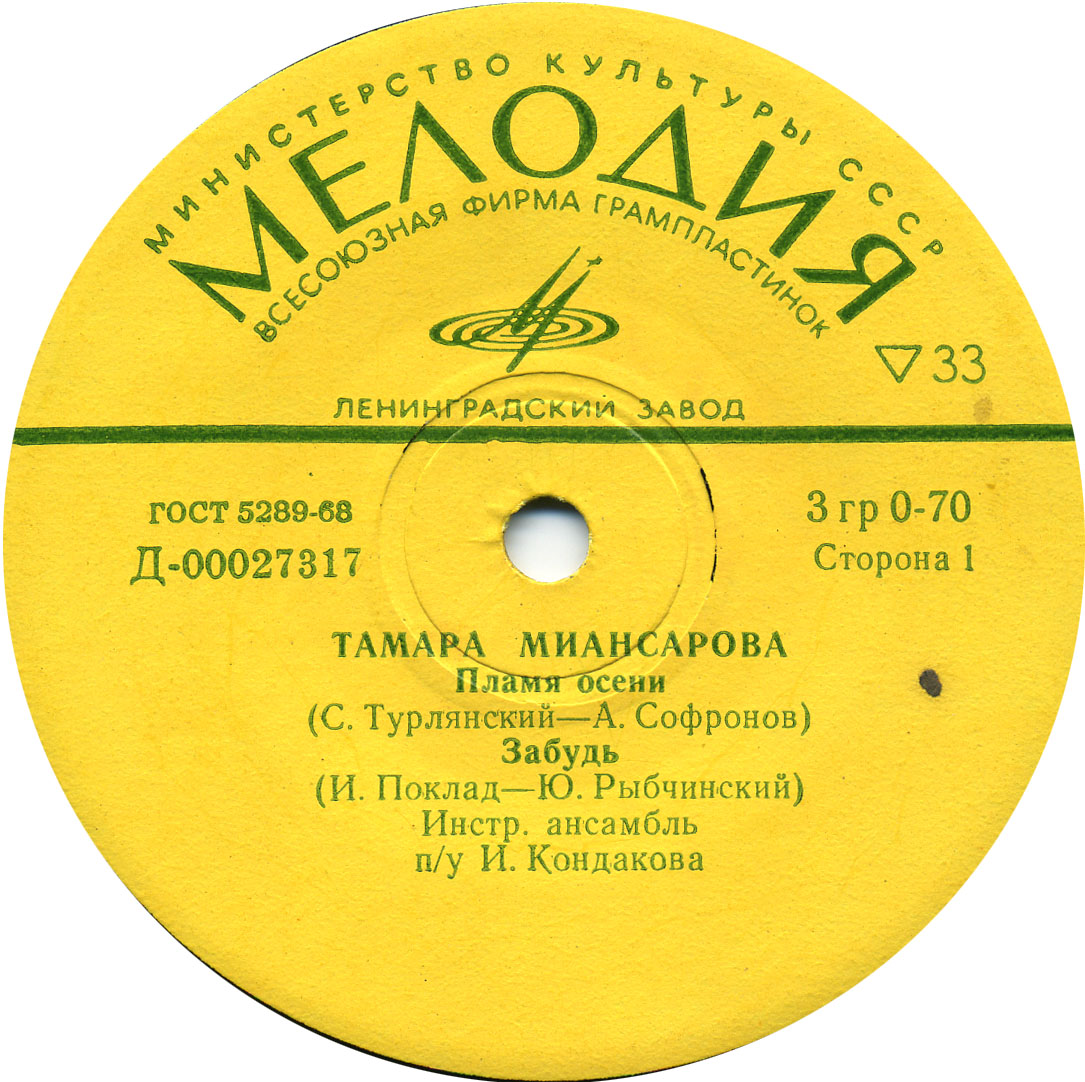 МИНИСТЕРСТВО КУЛЬТУРЫ СССР
МЕЛОДИЯ
ВСЕСОЮЗНАЯ ФИРМА ГРАМПЛАСТИНОК
33
ЛЕНИНГРАДСКИЙ ЗАВОД
ГОСТ 5289-68
3 гр 0-70
Д-00027317
Сторона 1
ТАМАРА МИАНСАРОВА
Пламя осени
(С. Турлянский—А. Софронов)
Забудь
(И. Поклад—Ю. Рыбчинский)
Инстр. ансамбль
п/у И. Кондакова